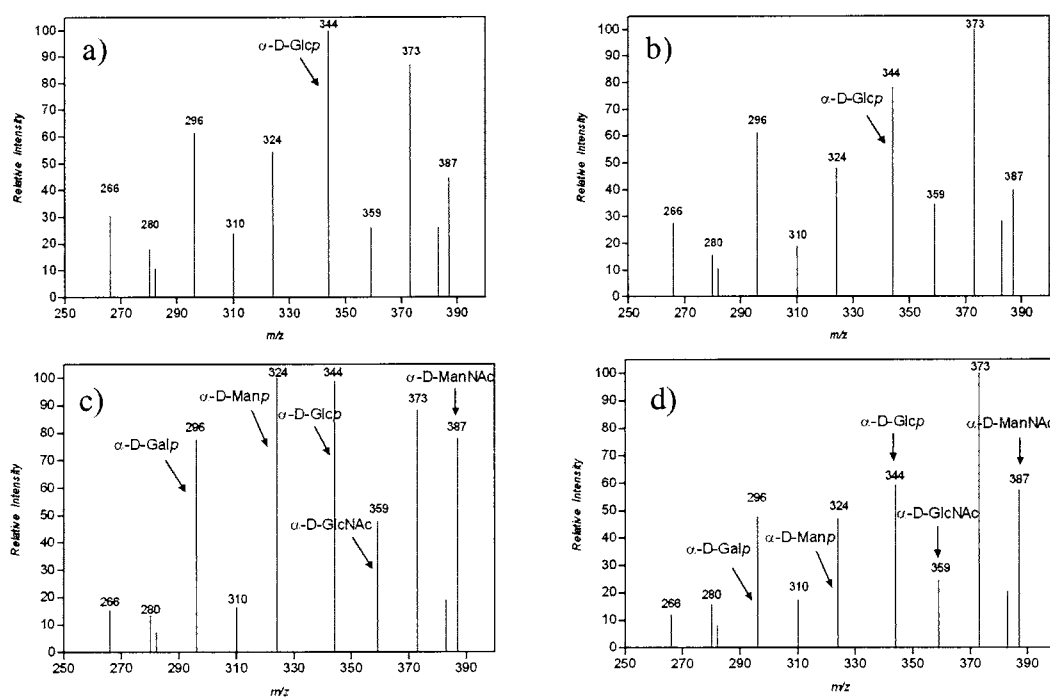 a)
Relative Intensity
100
90
80
70
60
50
40
30
20
10
0
250 270 290 310 330 350 370 390
m/z
266
280
296
310
324
344
359
373
387
α-D-Glcp
b)
Relative Intensity
100
90
80
70
60
50
40
30
20
10
0
250 270 290 310 330 350 370 390
m/z
266
280
296
310
324
344
359
373
387
α-D-Glcp
c)
Relative Intensity
100
90
80
70
60
50
40
30
20
10
0
250 270 290 310 330 350 370 390
m/z
266
280
296
310
324
344
359
373
387
α-D-Galp
α-D-Manp
α-D-Glcp
α-D-GlcNAc
α-D-ManNAc
d)
Relative Intensity
100
90
80
70
60
50
40
30
20
10
0
250 270 290 310 330 350 370 390
m/z
266
280
296
310
324
344
359
373
387
α-D-Galp
α-D-Manp
α-D-Glcp
α-D-GlcNAc
α-D-ManNAc